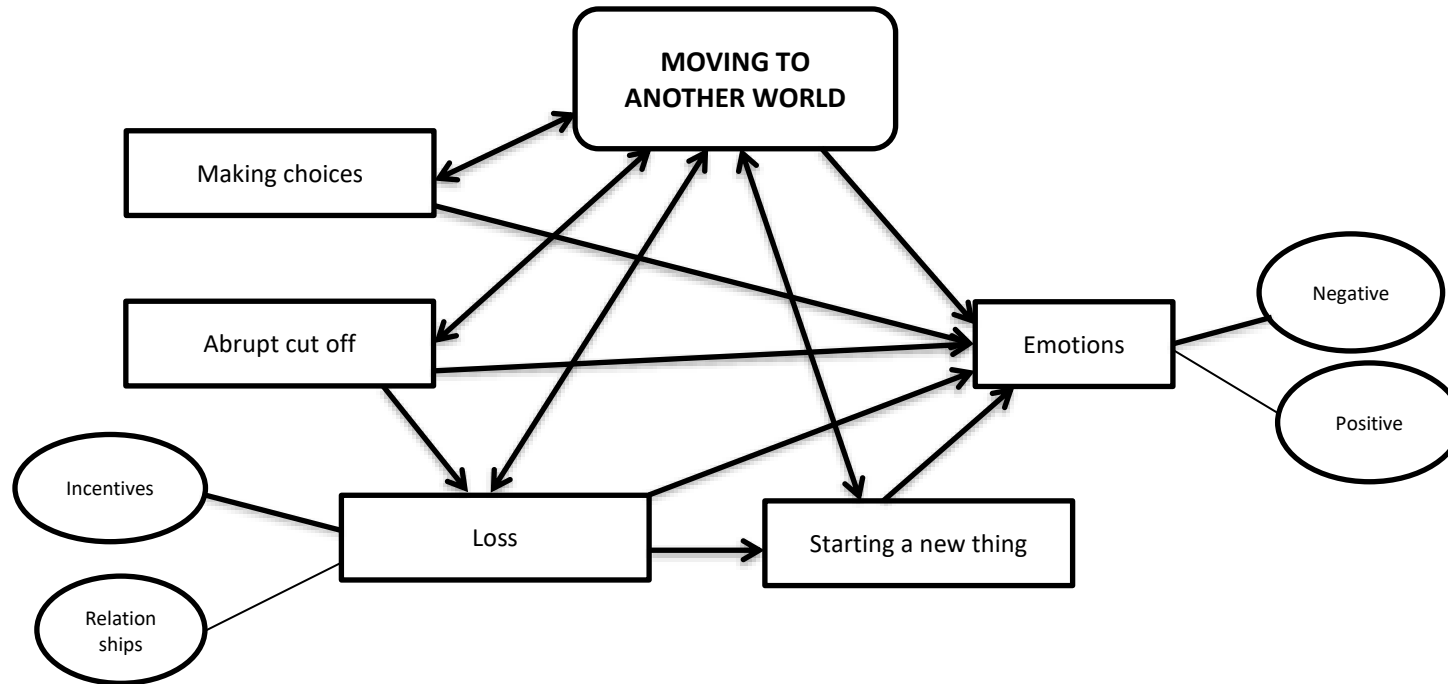 MOVING TO
ANOTHER WORLD
Making choices
Abrupt cut off
Emotions
Negative
Positive
Incentives
Loss
Starting a new thing
Relation
ships